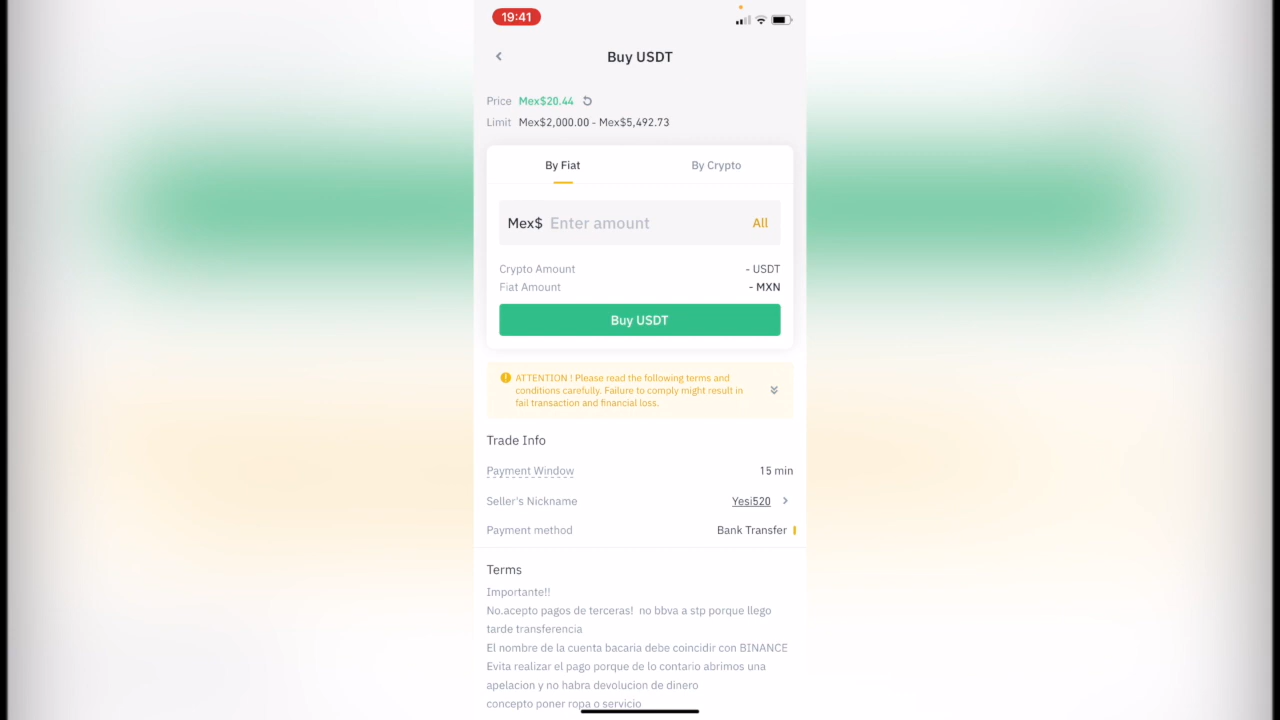 19:41
Buy USDT
Price Mex$20.44
Limit Mex$2,000.00 - Mex$5,492.73
By Fiat By Crypto
Mex$ Enter amount All
Crypto Amount - USDT
Fiat Amount - MXN
Buy USDT
ATTENTION ! Please read the following terms and
conditions carefully. Failure to comply might result in
fail transaction and financial loss.
Trade Info
Payment Window 15 min
Seller's Nickname Yesi520
Payment method Bank Transfer
Terms
Importante!!
No.acepto pagos de terceras! no bbva a stp porque llego
tarde transferencia
El nombre de la cuenta bacaria debe coincidir con BINANCE
Evita realizar el pago porque de lo contario abrimos una
apelacion y no habra devolucion de dinero
concepto poner ropa o servicio